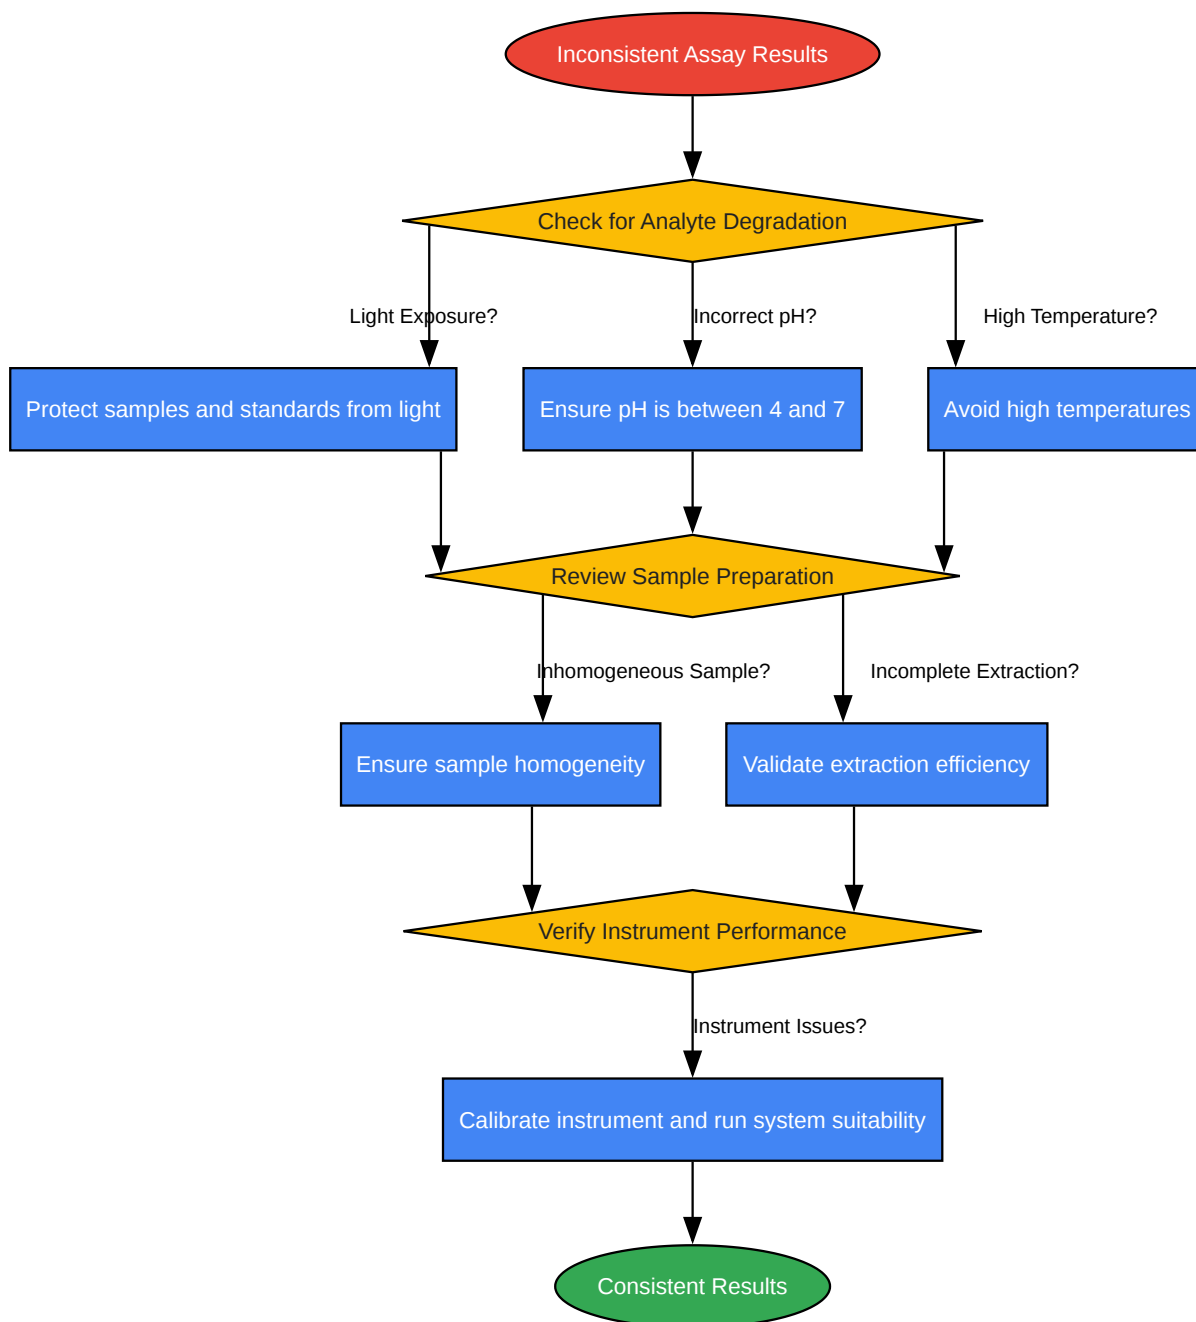 Inconsistent Assay Results
Check for Analyte Degradation
Light Exposure?
Incorrect pH?
High Temperature?
Protect samples and standards from light
Ensure pH is between 4 and 7
Avoid high temperatures
Review Sample Preparation
Inhomogeneous Sample?
Incomplete Extraction?
Ensure sample homogeneity
Validate extraction efficiency
Verify Instrument Performance
Instrument Issues?
Calibrate instrument and run system suitability
Consistent Results